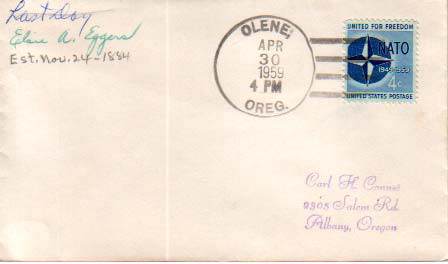 Last Day
Elsie A. Eggers
Est. Nov. 24-1884
OLENE,
APR
30
1959
4 PM
OREG.
UNITED FOR FREEDOM
NATO
1949-1959
4¢
UNITED STATES POSTAGE
Carl H.
2305 Salem Rd.
Albany, Oregon